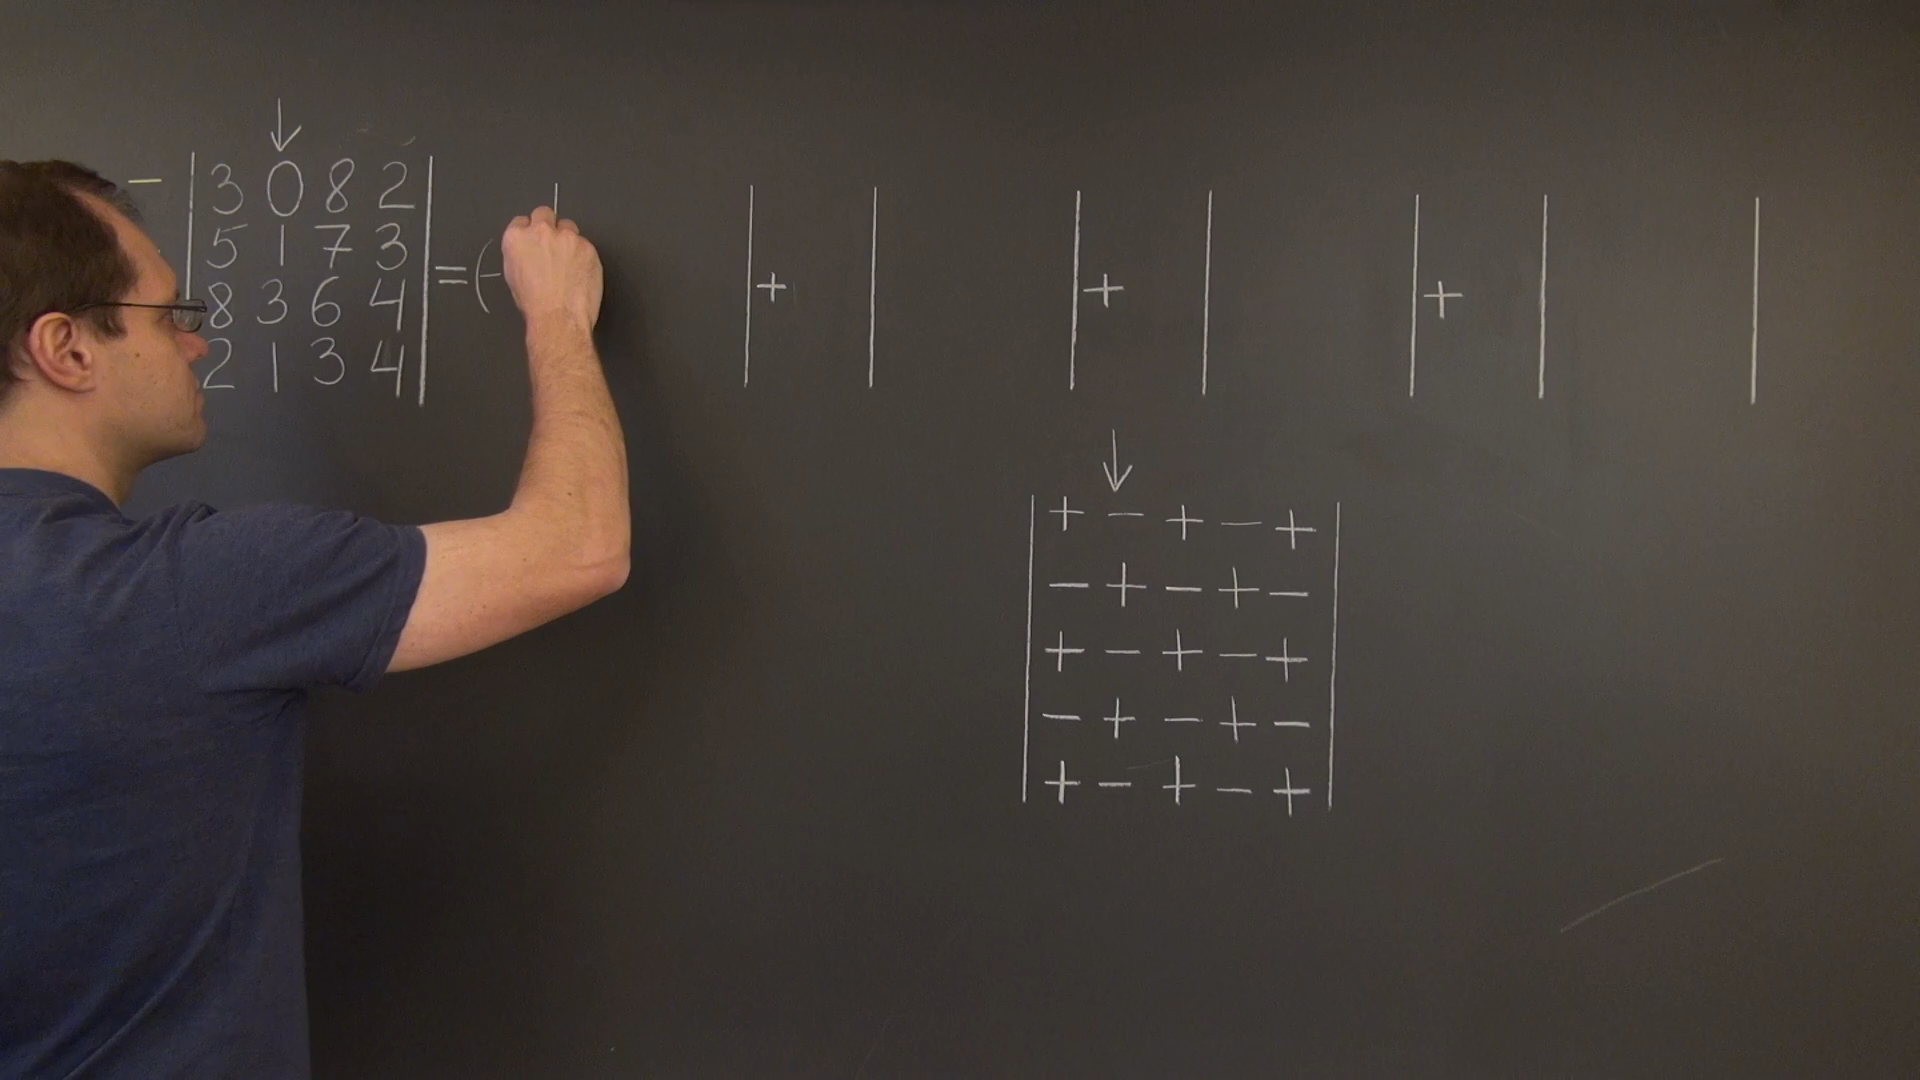 ↓
− | 3 0 8 2 |
| 5 1 7 3 | = (− | | + | | + | | + | |
8 3 6 4 |
2 1 3 4 |
↓
| + − + − + |
| − + − + − |
| + − + − + |
| − + − + − |
| + − + − + |